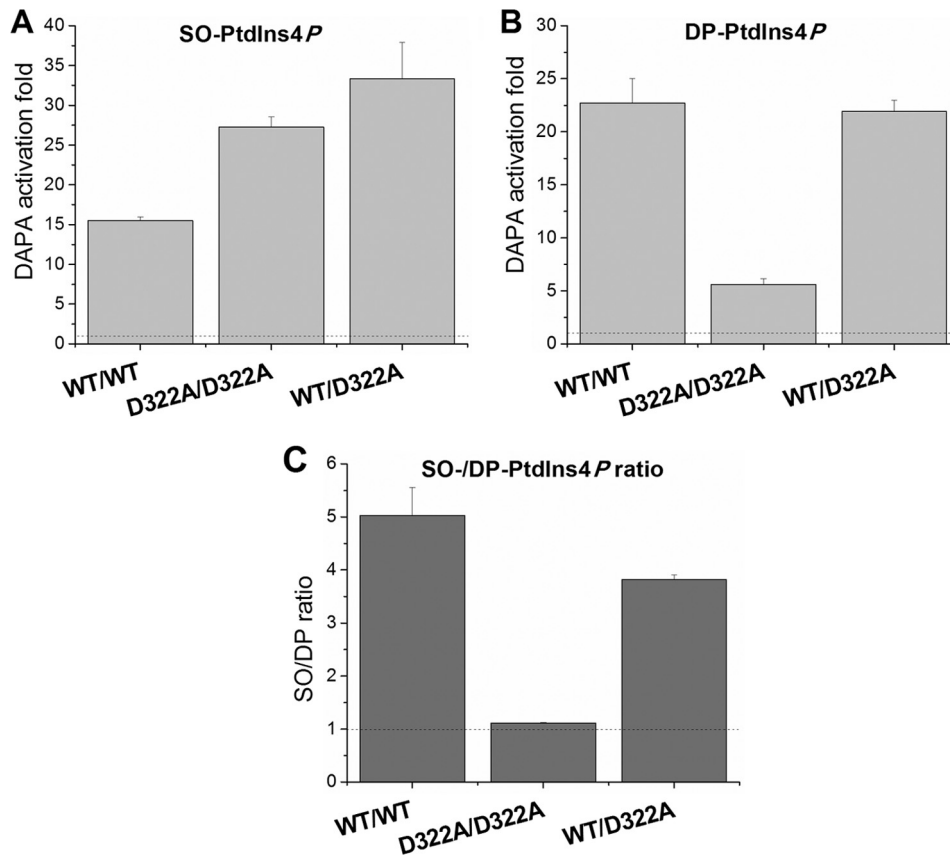 A
SO-PtdIns4P
DAPA activation fold
40
35
30
25
20
15
10
5
0
WT/WT
D322A/D322A
WT/D322A
B
DP-PtdIns4P
DAPA activation fold
30
25
20
15
10
5
0
WT/WT
D322A/D322A
WT/D322A
C
SO-/DP-PtdIns4P ratio
SO/DP ratio
6
5
4
3
2
1
0
WT/WT
D322A/D322A
WT/D322A